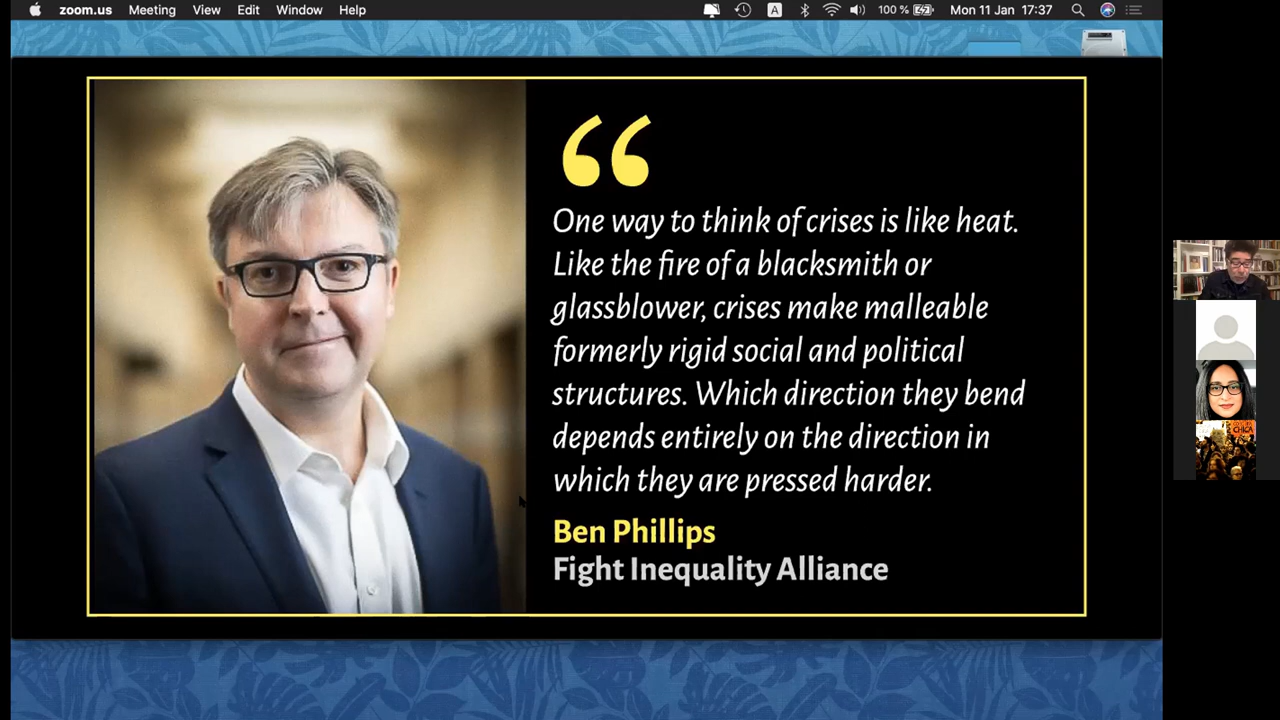 zoom.us Meeting View Edit Window Help A 100 % Mon 11 Jan 17:37
“
One way to think of crises is like heat.
Like the fire of a blacksmith or
glassblower, crises make malleable
formerly rigid social and political
structures. Which direction they bend
depends entirely on the direction in
which they are pressed harder.
Ben Phillips
Fight Inequality Alliance
CHICA